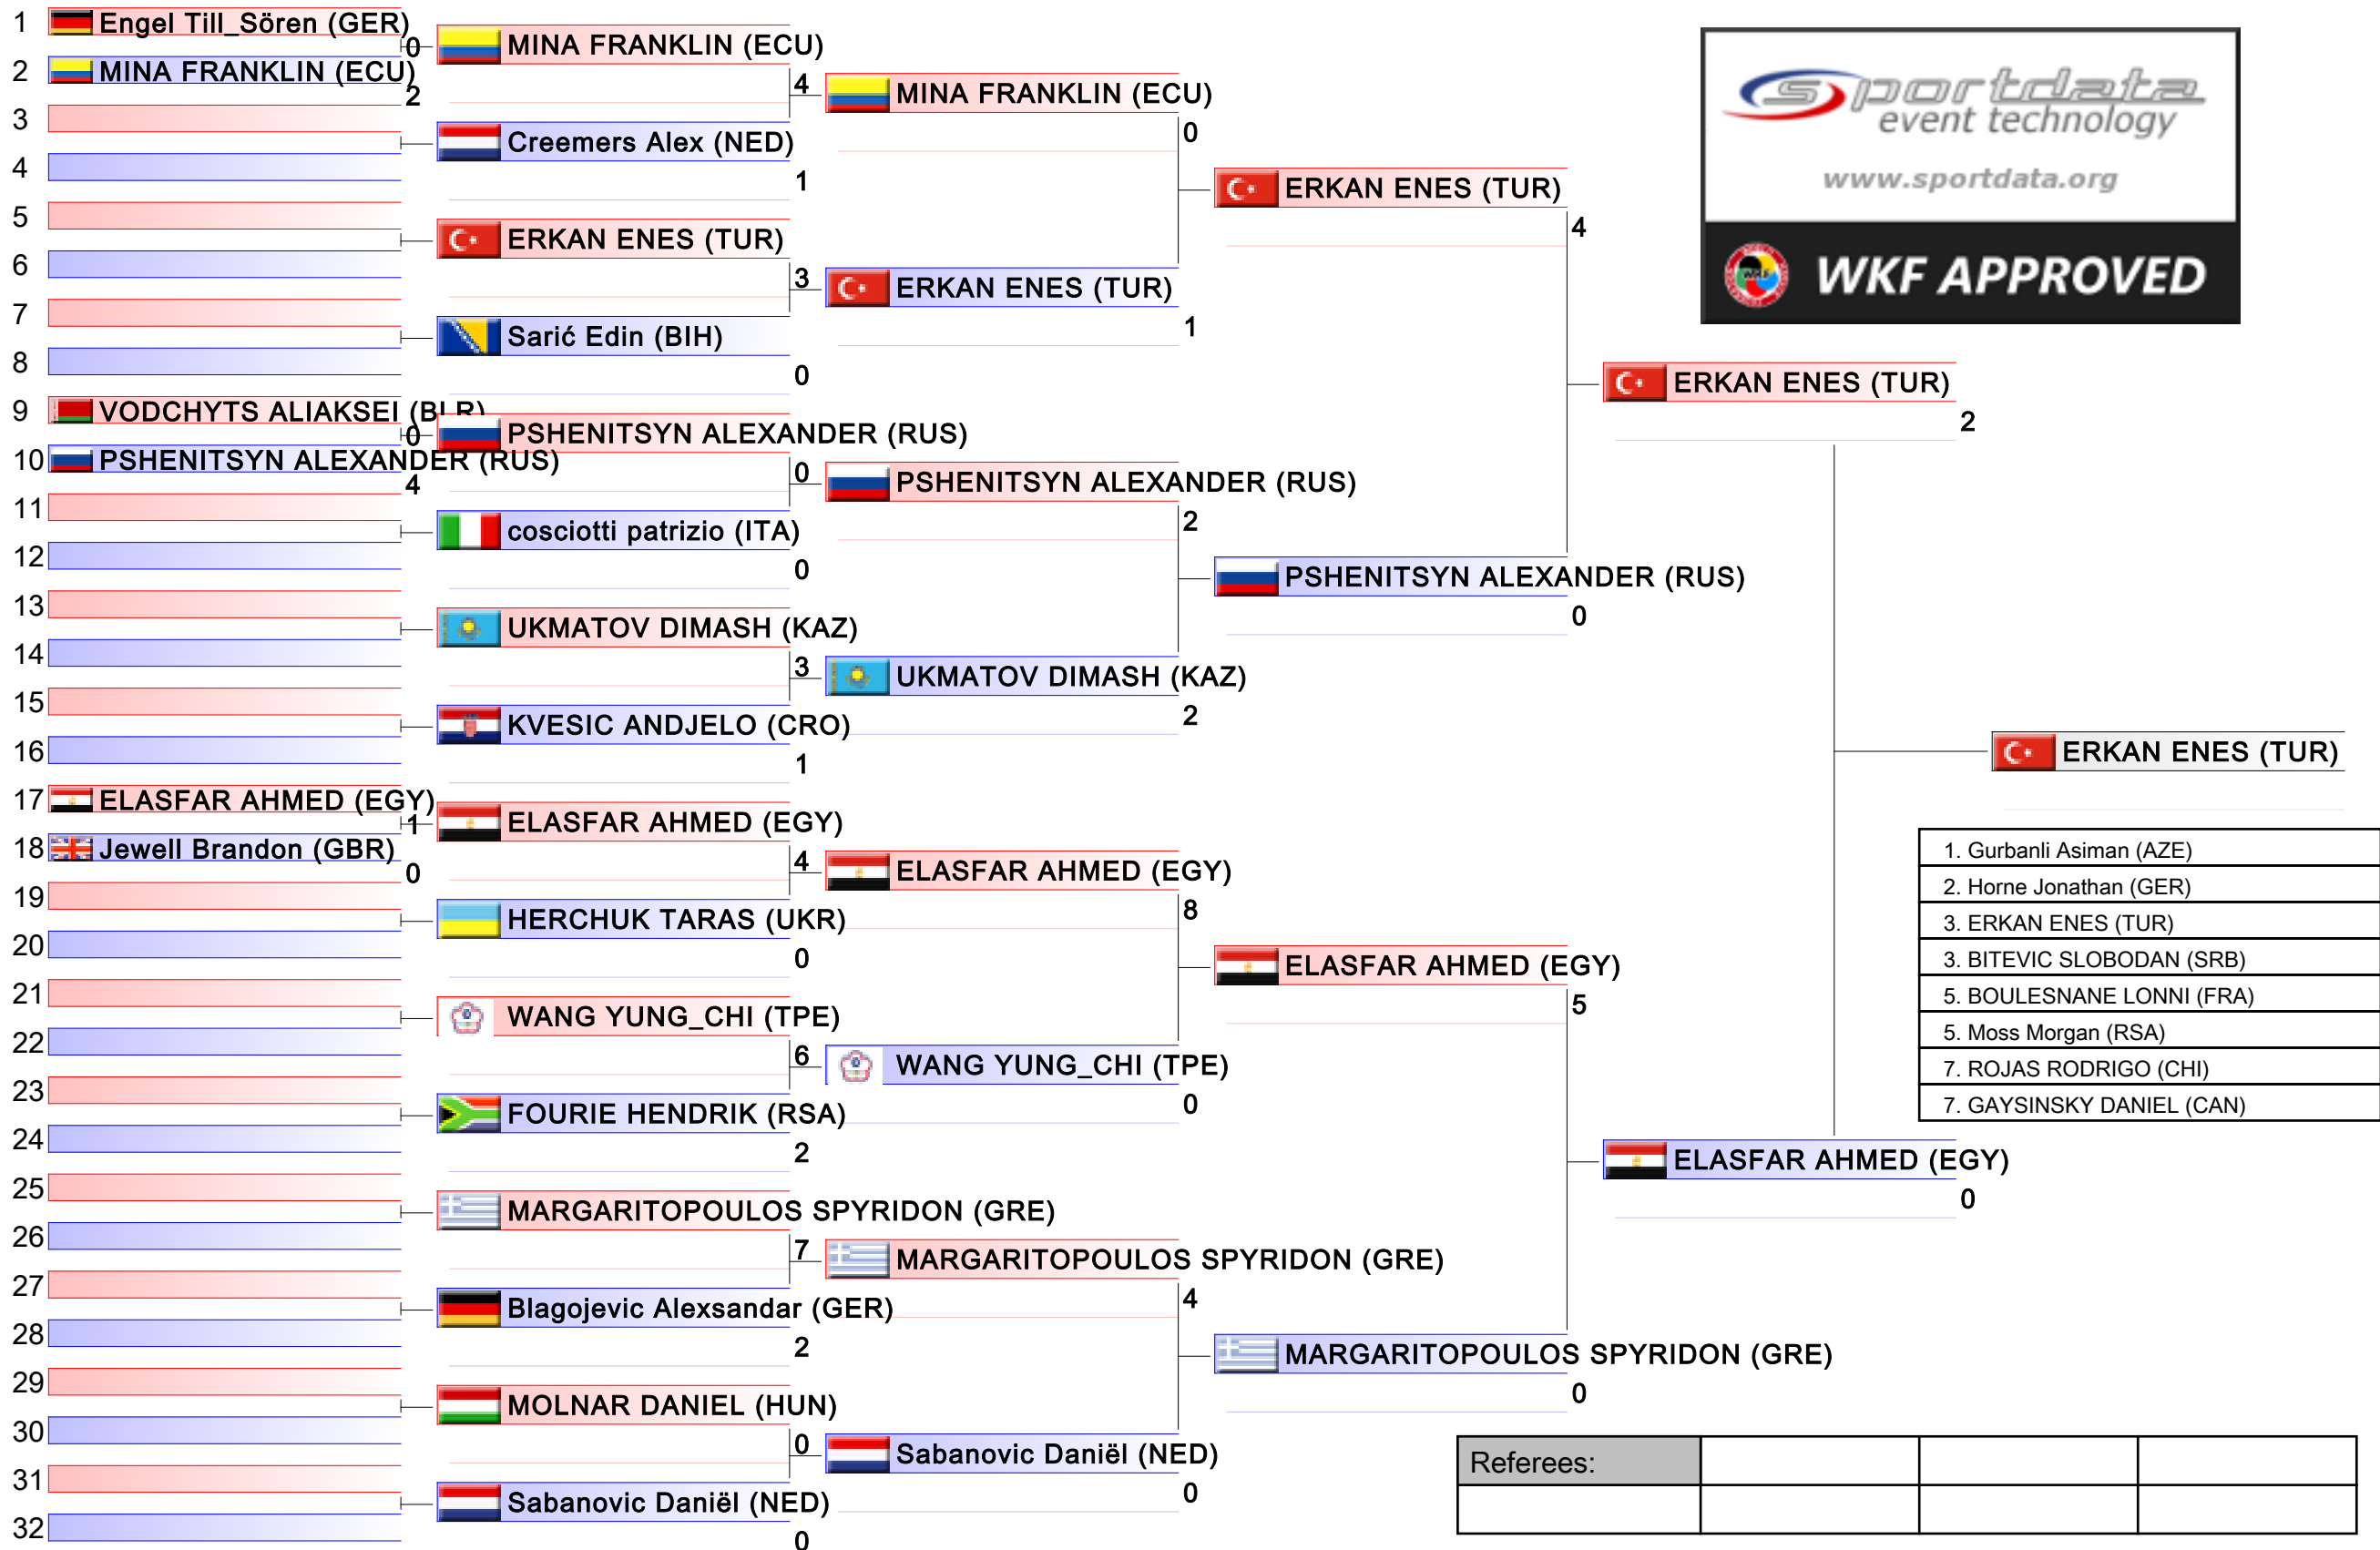 1 Engel Till_Sören (GER)
0
2 MINA FRANKLIN (ECU)
2
3
4
5
6
7
8
9 VODCHYTS ALIAKSEI (BLR)
0
10 PSHENITSYN ALEXANDER (RUS)
4
11
12
13
14
15
16
17 ELASFAR AHMED (EGY)
1
18 Jewell Brandon (GBR)
0
19
20
21
22
23
24
25
26
27
28
29
30
31
32
MINA FRANKLIN (ECU)
4
Creemers Alex (NED)
1
ERKAN ENES (TUR)
3
Sarić Edin (BIH)
0
PSHENITSYN ALEXANDER (RUS)
0
cosciotti patrizio (ITA)
0
UKMATOV DIMASH (KAZ)
3
KVESIC ANDJELO (CRO)
1
ELASFAR AHMED (EGY)
4
HERCHUK TARAS (UKR)
0
WANG YUNG_CHI (TPE)
6
FOURIE HENDRIK (RSA)
2
MARGARITOPOULOS SPYRIDON (GRE)
7
Blagojevic Alexsandar (GER)
2
MOLNAR DANIEL (HUN)
0
Sabanovic Daniël (NED)
0
MINA FRANKLIN (ECU)
0
ERKAN ENES (TUR)
1
PSHENITSYN ALEXANDER (RUS)
2
UKMATOV DIMASH (KAZ)
2
ELASFAR AHMED (EGY)
8
WANG YUNG_CHI (TPE)
0
MARGARITOPOULOS SPYRIDON (GRE)
4
Sabanovic Daniël (NED)
0
ERKAN ENES (TUR)
4
PSHENITSYN ALEXANDER (RUS)
0
ELASFAR AHMED (EGY)
5
MARGARITOPOULOS SPYRIDON (GRE)
0
ERKAN ENES (TUR)
2
ELASFAR AHMED (EGY)
0
ERKAN ENES (TUR)
sportdata
event technology
www.sportdata.org
WKF
WKF APPROVED
1. Gurbanli Asiman (AZE)
2. Horne Jonathan (GER)
3. ERKAN ENES (TUR)
3. BITEVIC SLOBODAN (SRB)
5. BOULESNANE LONNI (FRA)
5. Moss Morgan (RSA)
7. ROJAS RODRIGO (CHI)
7. GAYSINSKY DANIEL (CAN)
Referees: